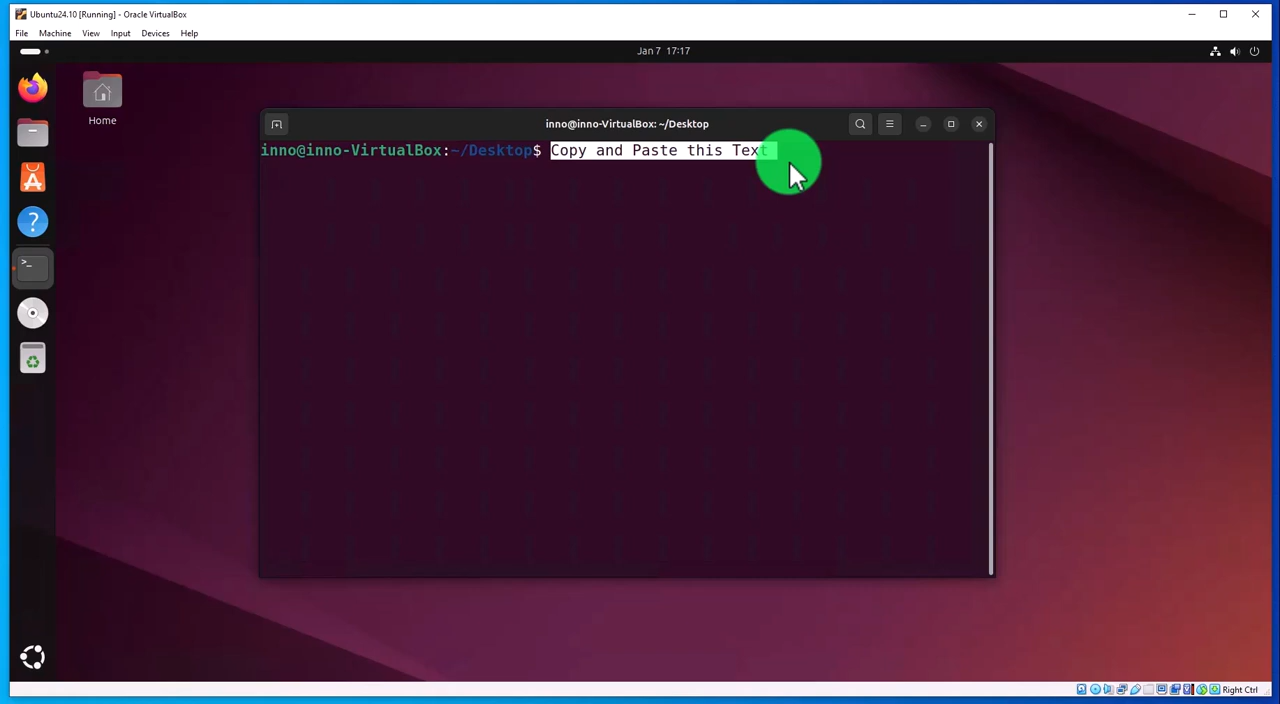 Ubuntu24.10 [Running] - Oracle VirtualBox
File Machine View Input Devices Help
Jan 7 17:17
Home
inno@inno-VirtualBox: ~/Desktop
inno@inno-VirtualBox:~/Desktop$ Copy and Paste this Text
Right Ctrl